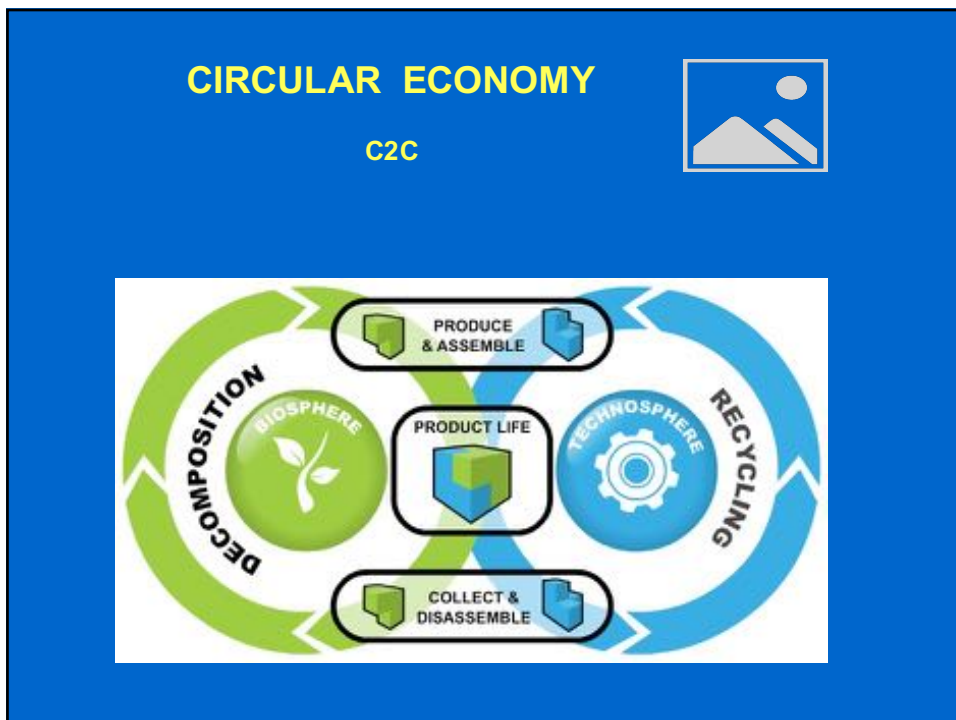 CIRCULAR ECONOMY
C2C
PRODUCE
& ASSEMBLE
DECOMPOSITION
BIOSPHERE
PRODUCT LIFE
TECHNOSPHERE
RECYCLING
COLLECT &
DISASSEMBLE